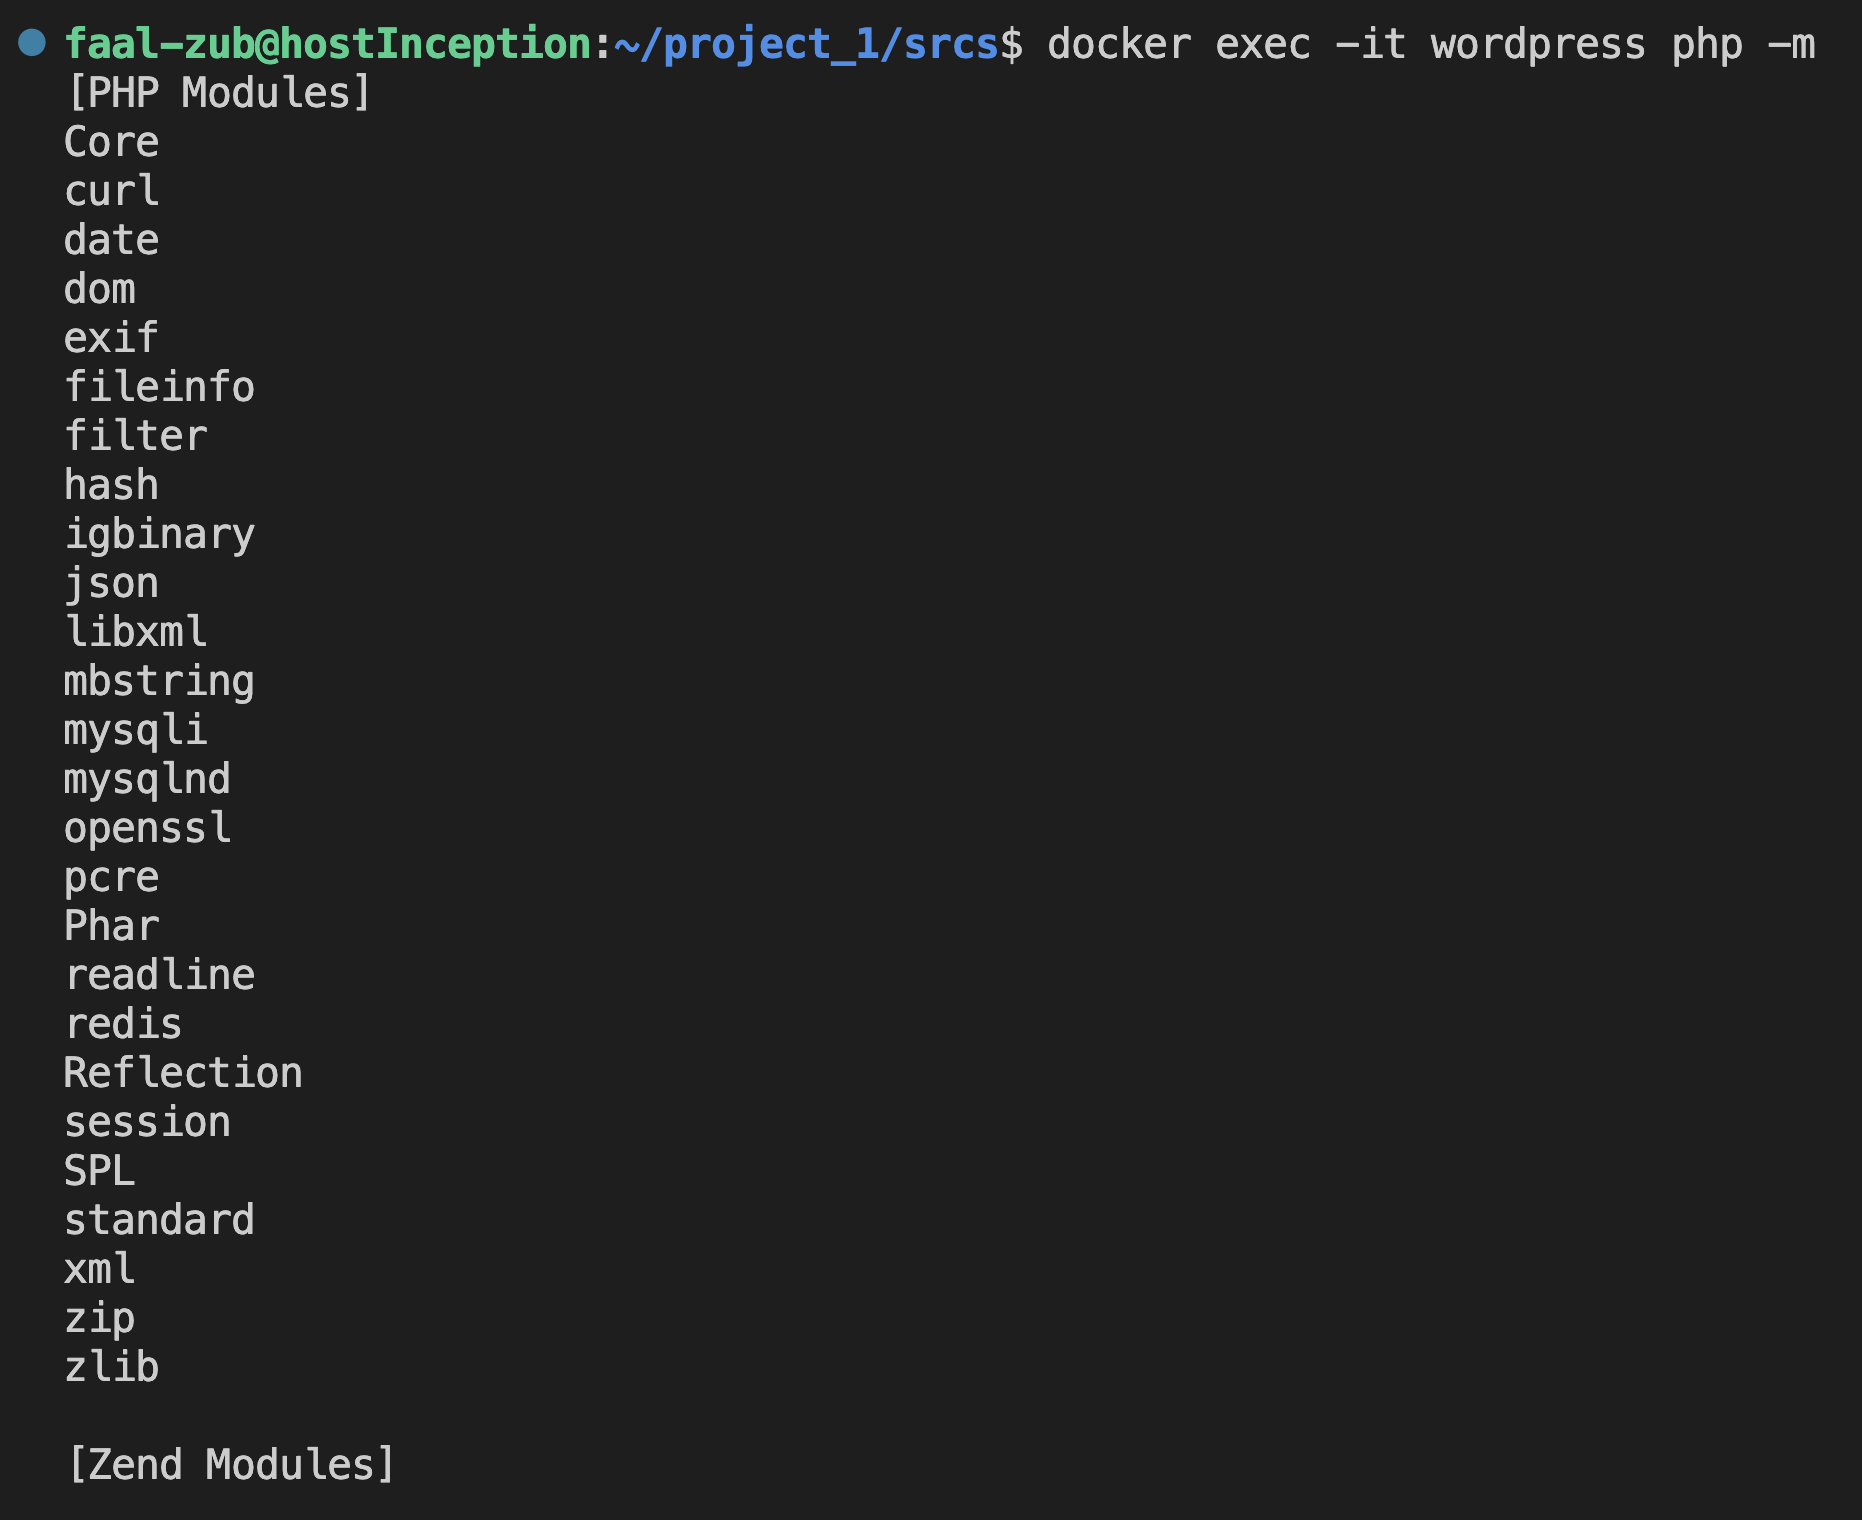 faal-zub@hostInception:~/project_1/srcs$ docker exec -it wordpress php -m
[PHP Modules]
Core
curl
date
dom
exif
fileinfo
filter
hash
igbinary
json
libxml
mbstring
mysqli
mysqlnd
openssl
pcre
Phar
readline
redis
Reflection
session
SPL
standard
xml
zip
zlib
[Zend Modules]